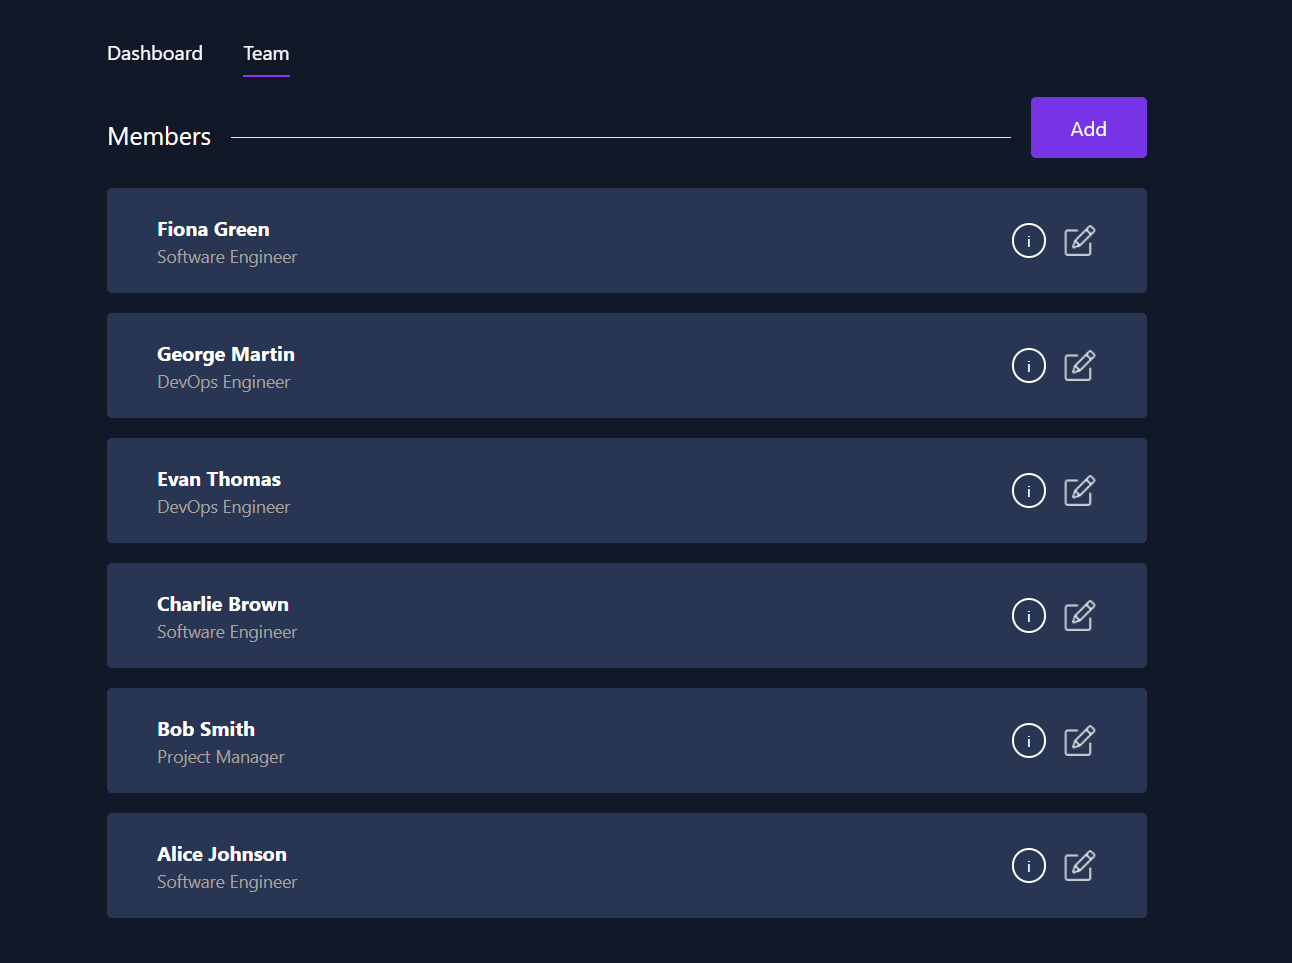 Dashboard Team
Members
Add
Fiona Green
Software Engineer
i
George Martin
DevOps Engineer
i
Evan Thomas
DevOps Engineer
i
Charlie Brown
Software Engineer
i
Bob Smith
Project Manager
i
Alice Johnson
Software Engineer
i